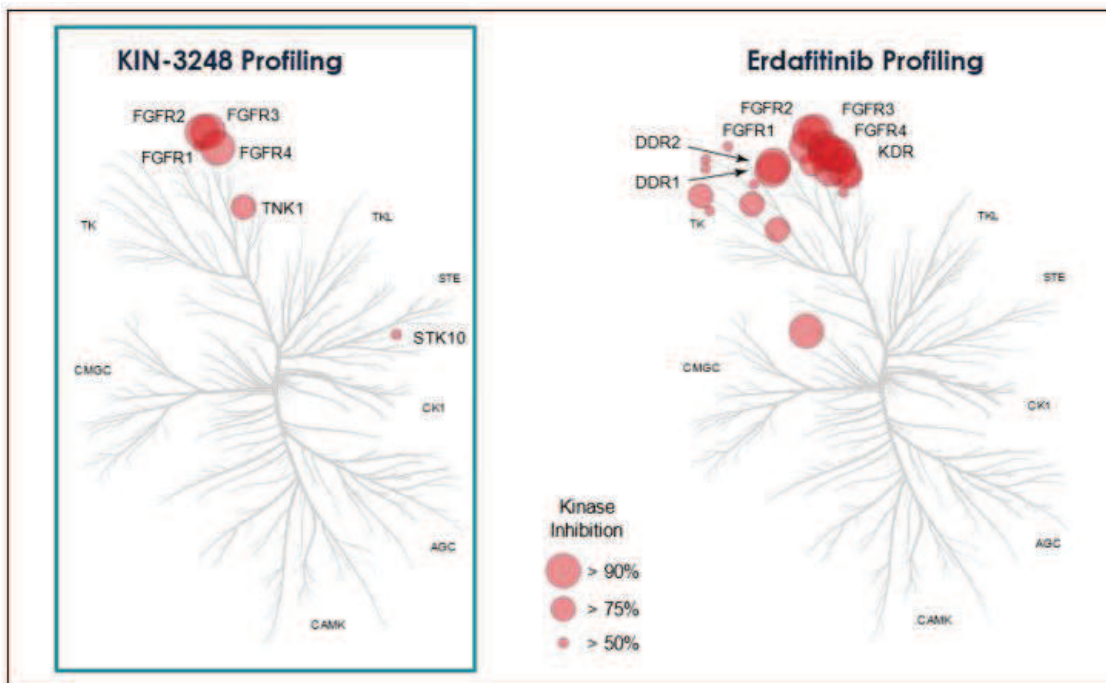 KIN-3248 Profiling
FGFR2 FGFR3
FGFR1 FGFR4
TNK1
TK
TKL
STE
STK10
CMGC
CK1
AGC
CAMK
Erdafitinib Profiling
FGFR2 FGFR3
FGFR1 FGFR4
DDR2 KDR
DDR1
TK
TKL
STE
CMGC
CK1
AGC
CAMK
Kinase
Inhibition
> 90%
> 75%
> 50%